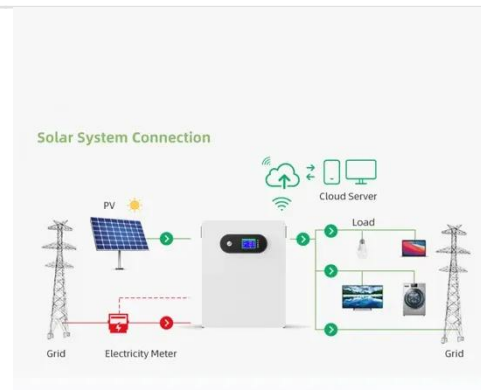 Solar System Connection
Cloud Server
PV
Load
Grid
Electricity Meter
Grid